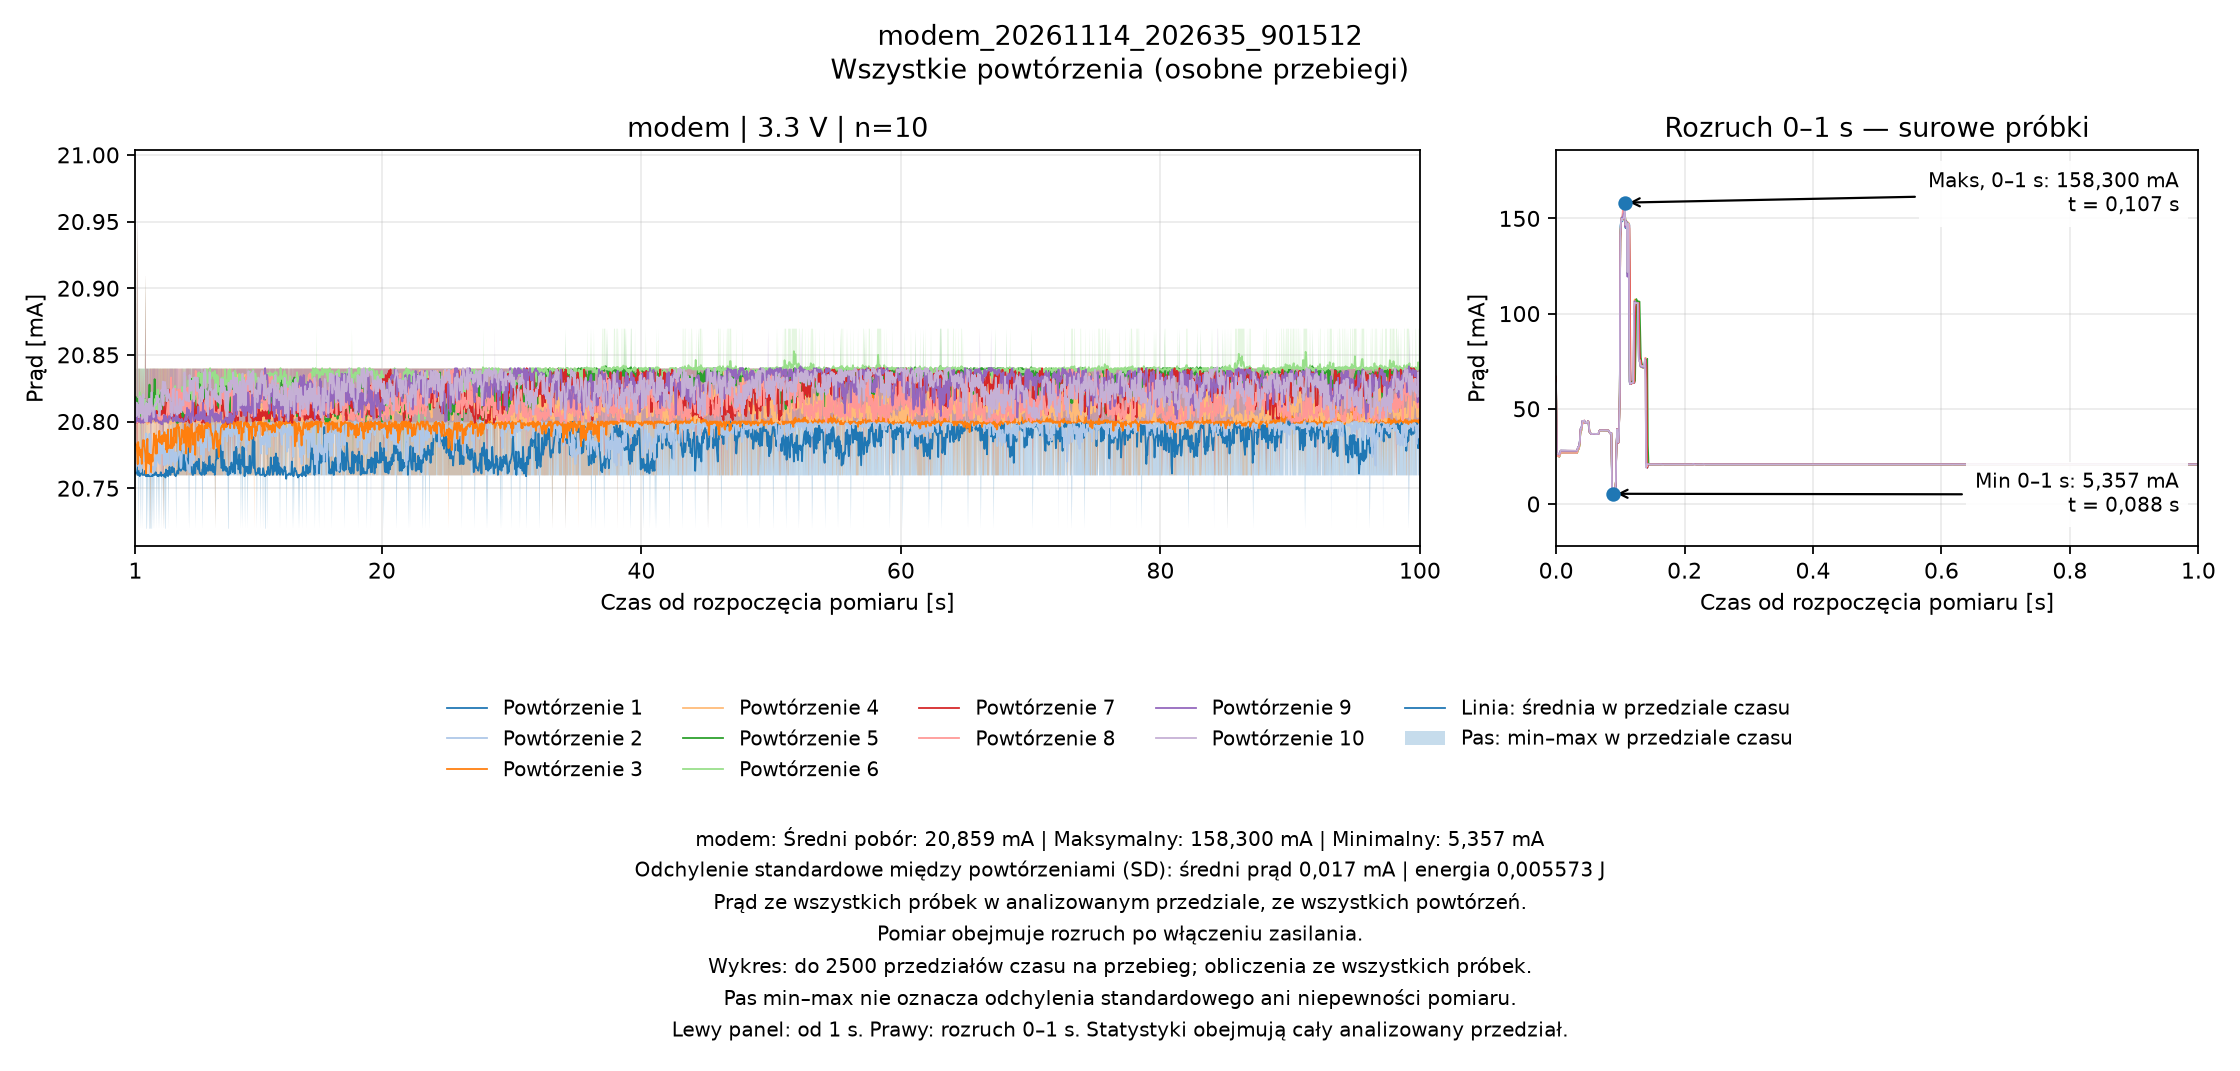 modem_20261114_202635_901512
Wszystkie powtórzenia (osobne przebiegi)
modem | 3.3 V | n=10
21.00
20.95
20.90
20.85
20.80
20.75
Prąd [mA]
1
20
40
60
80
100
Czas od rozpoczęcia pomiaru [s]
Rozruch 0–1 s — surowe próbki
150
100
50
0
Prąd [mA]
Maks, 0–1 s: 158,300 mA
t = 0,107 s
Min 0–1 s: 5,357 mA
t = 0,088 s
0.0
0.2
0.4
0.6
0.8
1.0
Czas od rozpoczęcia pomiaru [s]
Powtórzenie 1
Powtórzenie 2
Powtórzenie 3
Powtórzenie 4
Powtórzenie 5
Powtórzenie 6
Powtórzenie 7
Powtórzenie 8
Powtórzenie 9
Powtórzenie 10
Linia: średnia w przedziale czasu
Pas: min–max w przedziale czasu
modem: Średni pobór: 20,859 mA | Maksymalny: 158,300 mA | Minimalny: 5,357 mA
Odchylenie standardowe między powtórzeniami (SD): średni prąd 0,017 mA | energia 0,005573 J
Prąd ze wszystkich próbek w analizowanym przedziale, ze wszystkich powtórzeń.
Pomiar obejmuje rozruch po włączeniu zasilania.
Wykres: do 2500 przedziałów czasu na przebieg; obliczenia ze wszystkich próbek.
Pas min–max nie oznacza odchylenia standardowego ani niepewności pomiaru.
Lewy panel: od 1 s. Prawy: rozruch 0–1 s. Statystyki obejmują cały analizowany przedział.